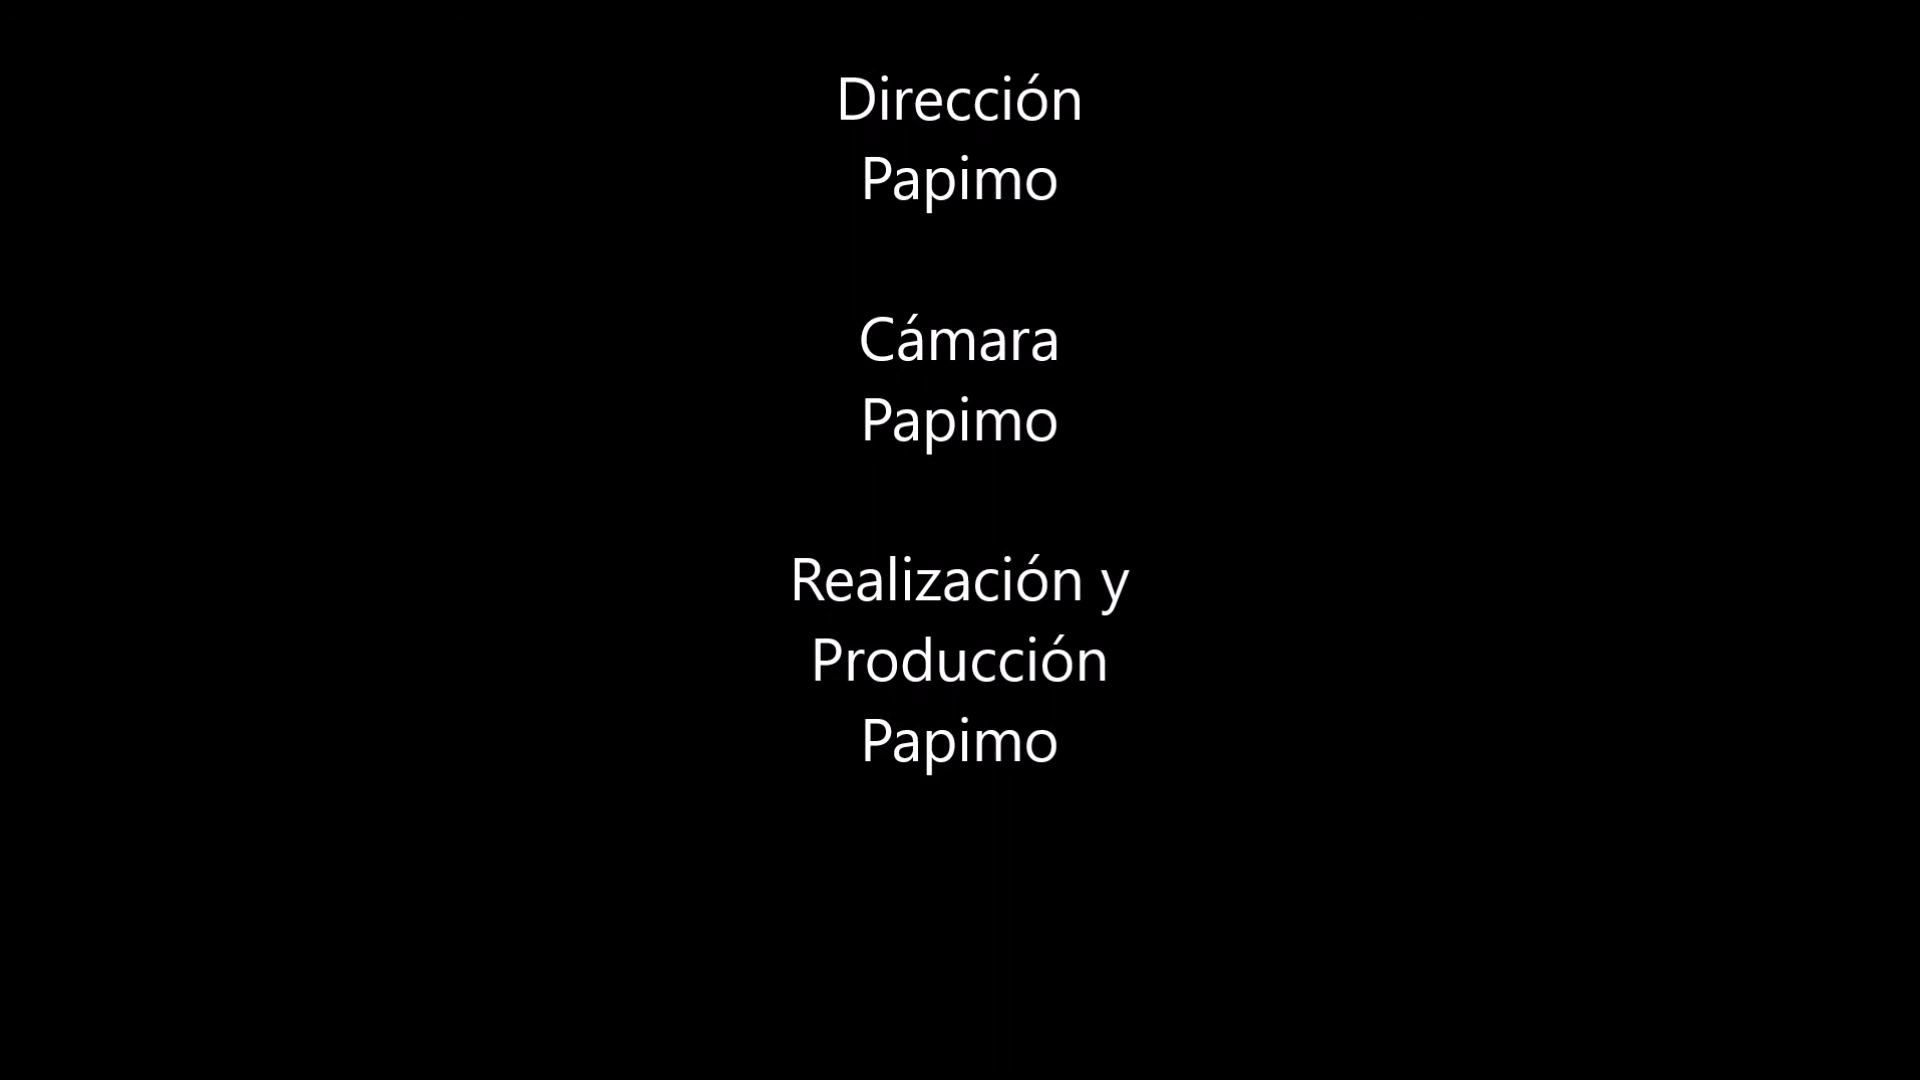 Dirección
Papimo
Cámara
Papimo
Realización y
Producción
Papimo